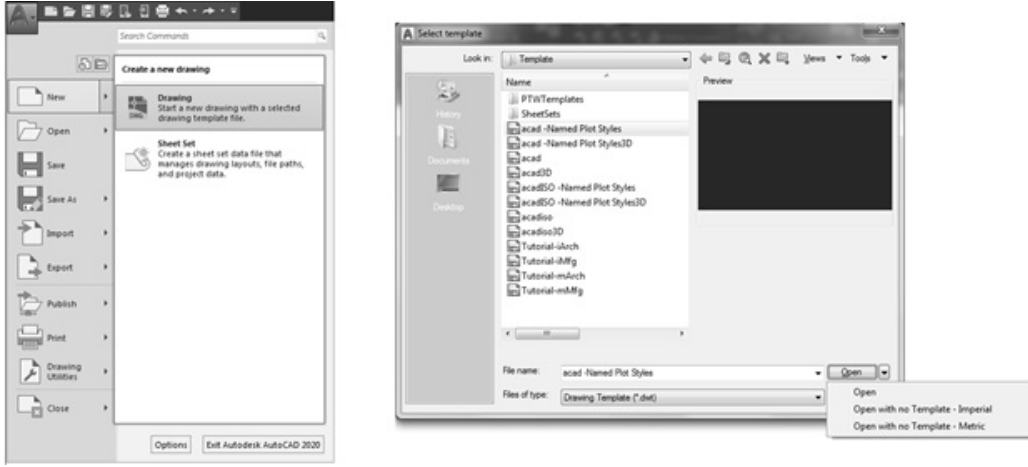 A
Search Commands
Create a new drawing
New
Drawing
Start a new drawing with a selected
drawing template file.
DWG
Open
Sheet Set
Create a sheet set data file that
manages drawing layouts, file paths,
and project data.
Save
Save As
Import
Export
Publish
Print
Drawing
Utilities
Close
Options
Exit Autodesk AutoCAD 2020
A Select template
Look in: Template Views Tools
Name
Preview
History
Documents
Desktop
PTWTemplates
SheetSets
acad -Named Plot Styles
acad -Named Plot Styles3D
acad
acad3D
acadISO -Named Plot Styles
acadISO -Named Plot Styles3D
acadiso
acadiso3D
Tutorial-iArch
Tutorial-iMfg
Tutorial-mArch
Tutorial-mMfg
File name: acad -Named Plot Styles Open
Files of type: Drawing Template (*.dwt)
Open
Open with no Template - Imperial
Open with no Template - Metric